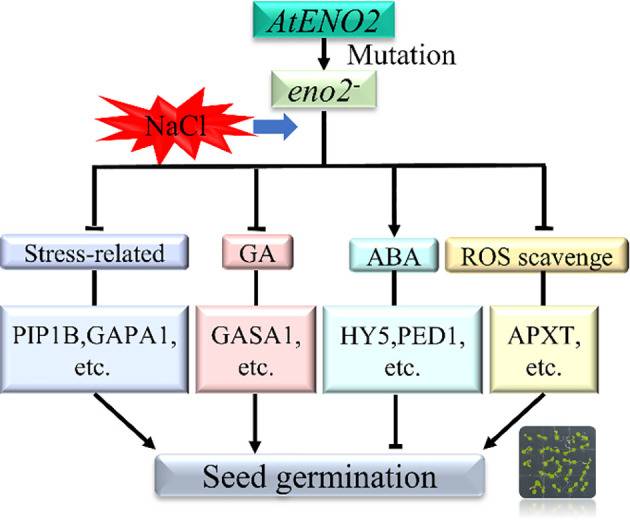 AtENO2
Mutation
eno2-
NaCl
Stress-related
GA
ABA
ROS scavenge
PIP1B,GAPA1,
etc.
GASA1,
etc.
HY5,PED1,
etc.
APXT,
etc.
Seed germination